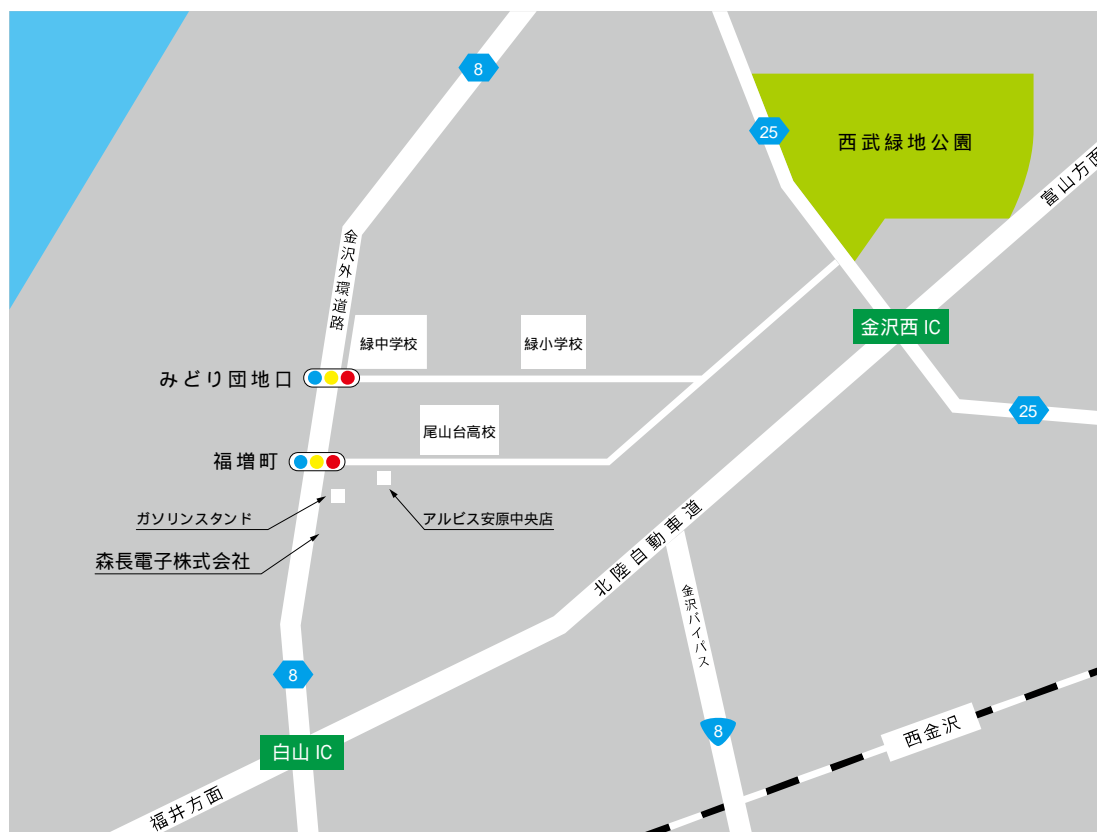 8
25
西武緑地公園
富山方面
金沢外環道路
金沢西 IC
緑中学校
緑小学校
みどり団地口
25
尾山台高校
福増町
ガソリンスタンド
アルビス安原中央店
森長電子株式会社
北陸自動車道
金沢バイパス
8
8
西金沢
白山 IC
福井方面